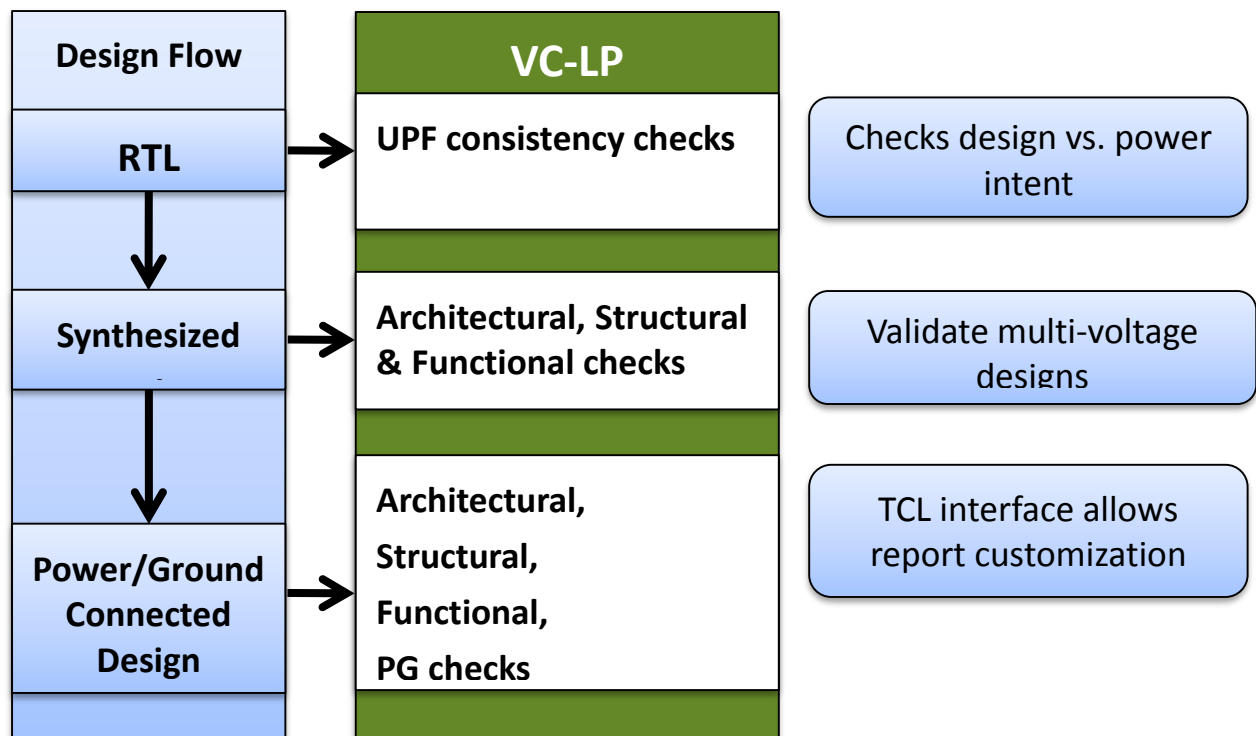 Design Flow
VC-LP
RTL
UPF consistency checks
Checks design vs. power
intent
Synthesized
Architectural, Structural
& Functional checks
Validate multi-voltage
designs
Power/Ground
Connected
Design
Architectural,
Structural,
Functional,
PG checks
TCL interface allows
report customization